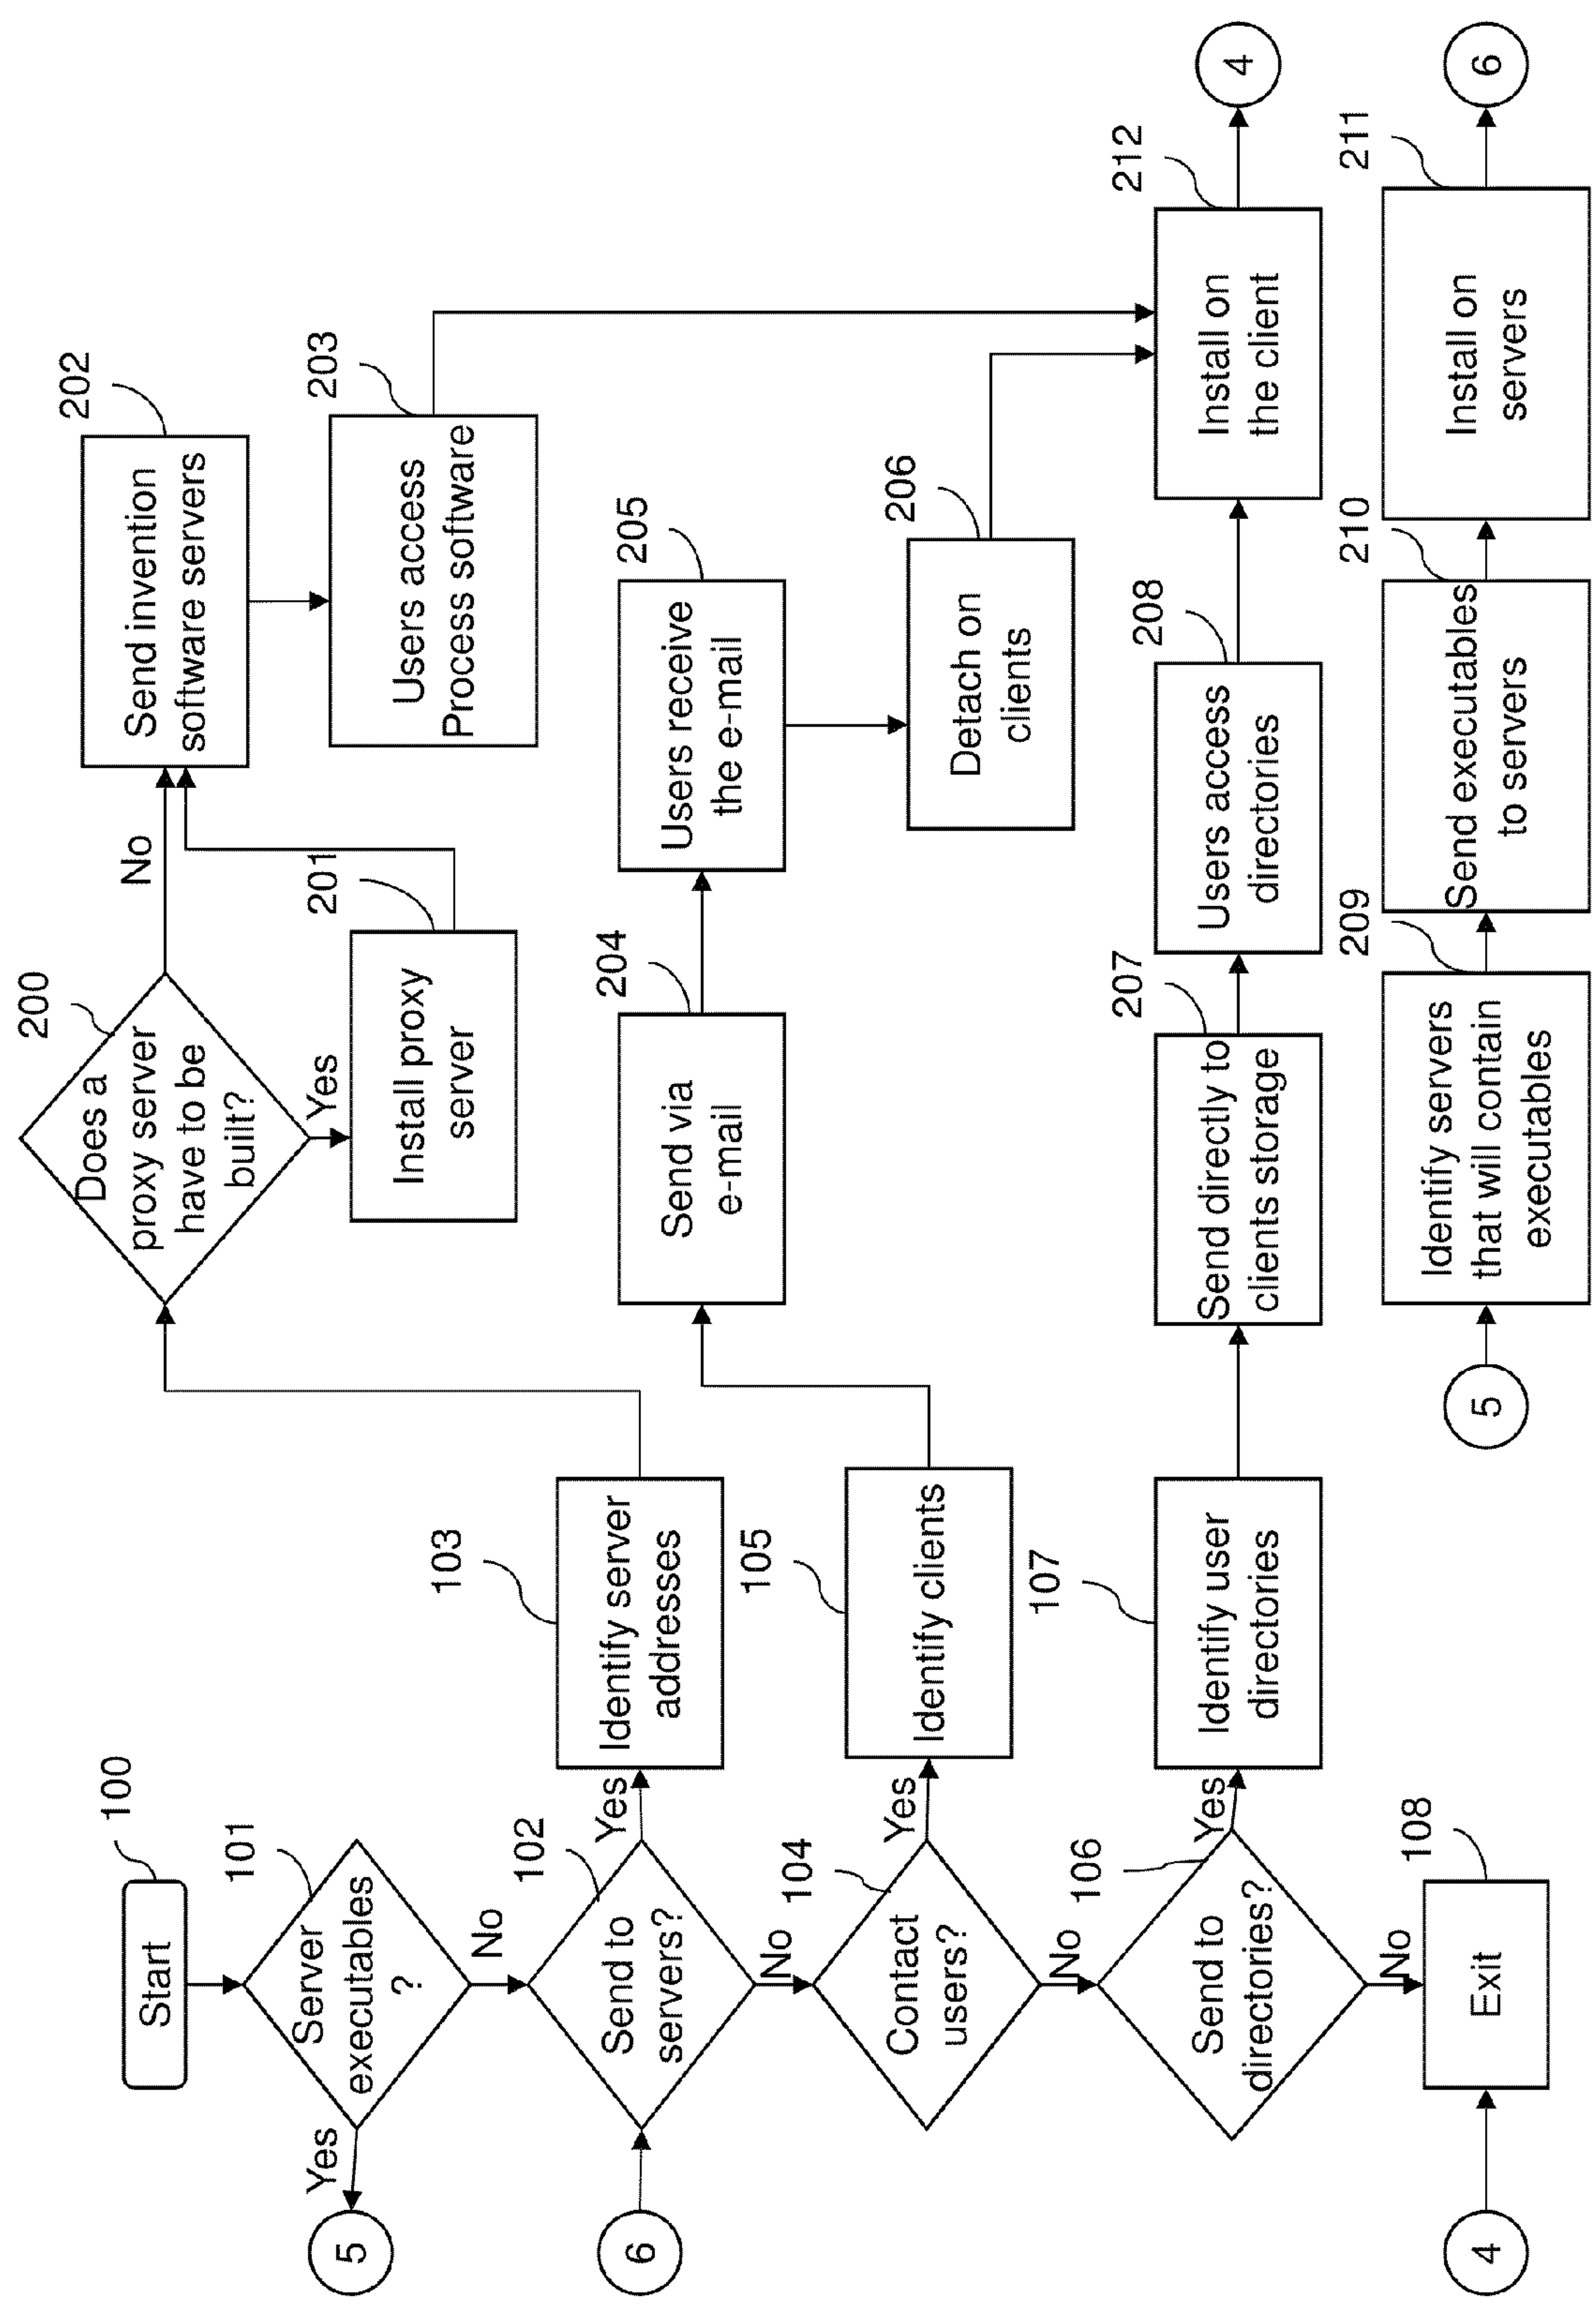 100
Start
101
Server
executables
?
Yes
5
No
102
Send to
servers?
6
Yes
103
Identify server
addresses
No
104
Contact
users?
Yes
105
Identify clients
No
106
Send to
directories?
Yes
107
Identify user
directories
No
108
Exit
4
200
Does a
proxy server
have to be
built?
Yes
201
Install proxy
server
No
202
Send invention
software servers
203
Users access
Process software
204
Send via
e-mail
205
Users receive
the e-mail
206
Detach on
clients
207
Send directly to
clients storage
208
Users access
directories
212
Install on
the client
4
5
209
Identify servers
that will contain
executables
210
Send executables
to servers
211
Install on
servers
6